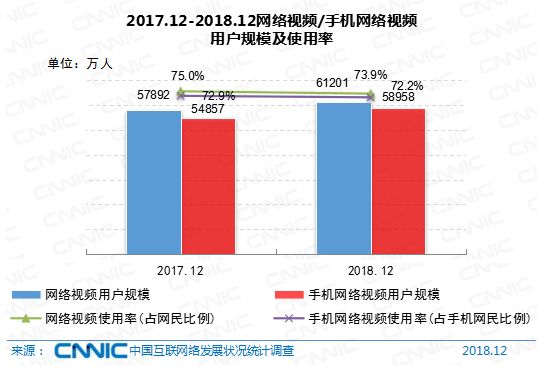 2017.12-2018.12网络视频/手机网络视频
用户规模及使用率
单位：万人
75.0%
73.9%
57892
72.9%
61201
72.2%
54857
58958
2017.12
2018.12
网络视频用户规模
手机网络视频用户规模
网络视频使用率(占网民比例)
手机网络视频使用率(占手机网民比例)
来源：CNNIC中国互联网络发展状况统计调查
2018.12